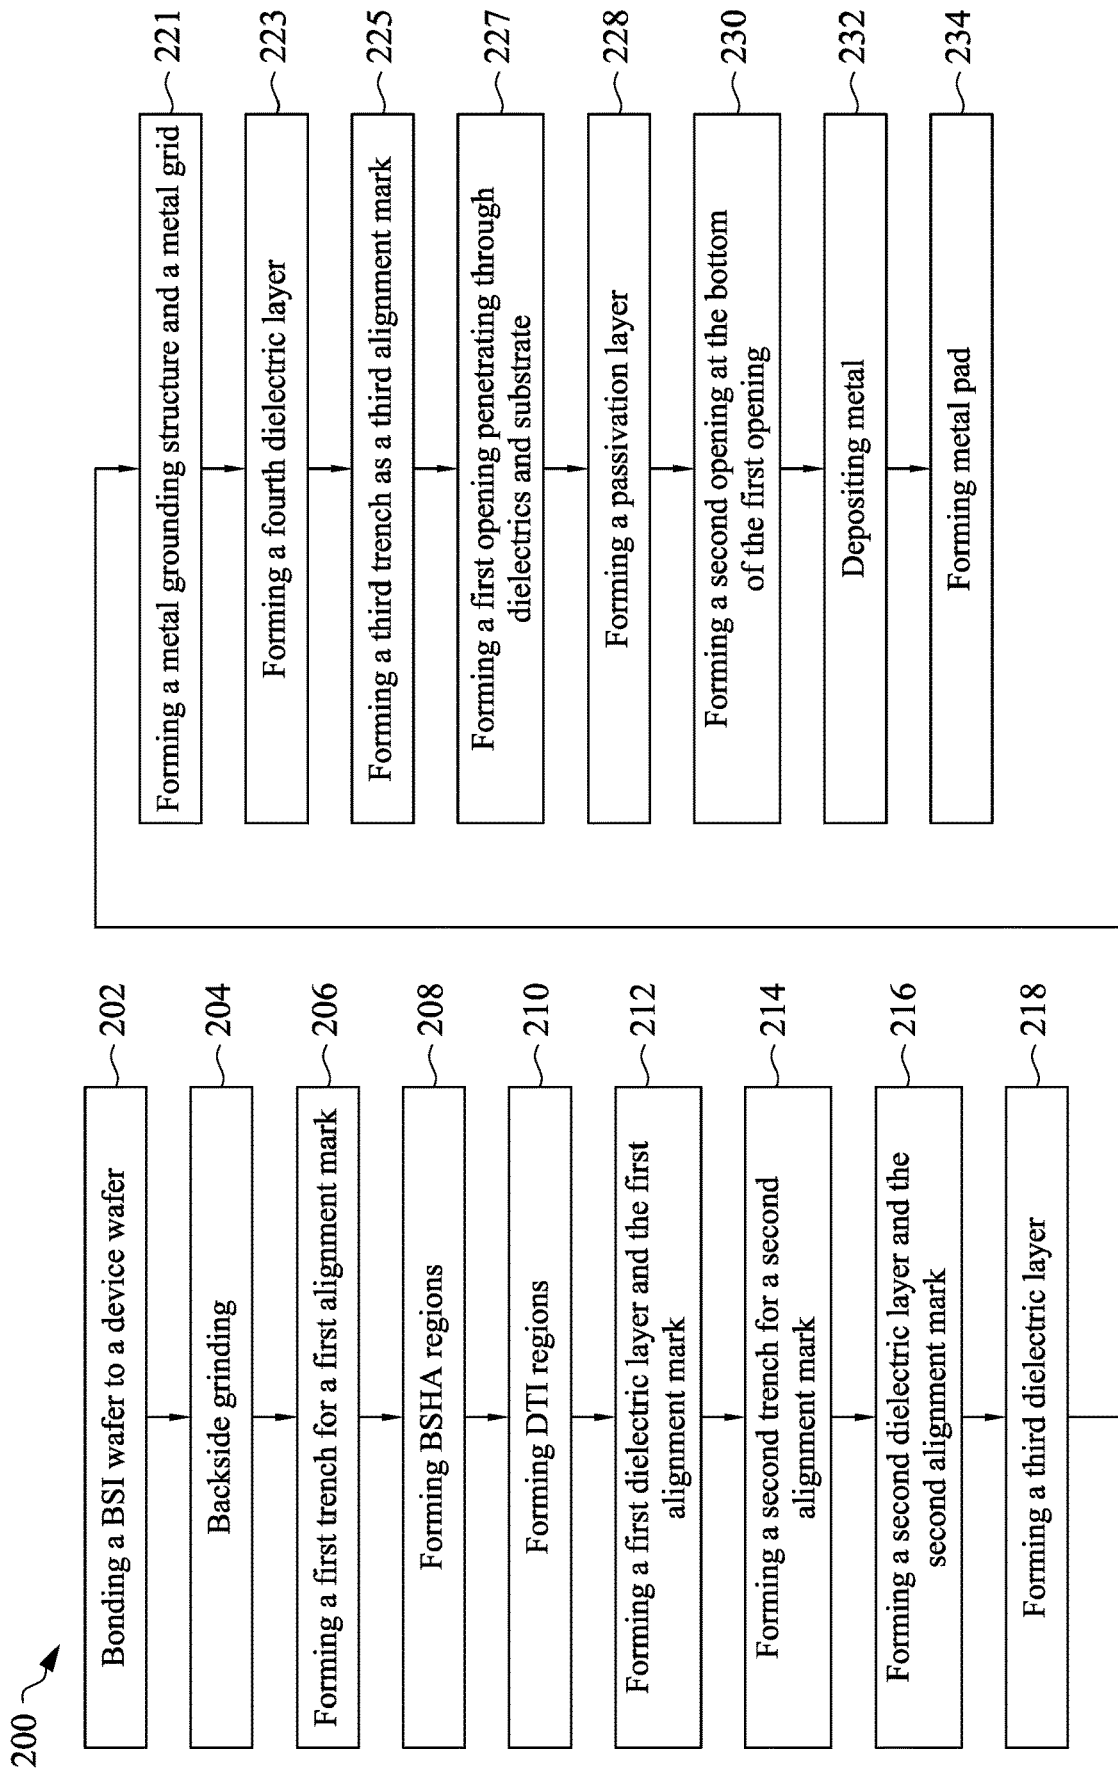 200
Bonding a BSI wafer to a device wafer
202
Backside grinding
204
Forming a first trench for a first alignment mark
206
Forming BSHA regions
208
Forming DTI regions
210
Forming a first dielectric layer and the first
alignment mark
212
Forming a second trench for a second
alignment mark
214
Forming a second dielectric layer and the
second alignment mark
216
Forming a third dielectric layer
218
Forming a metal grounding structure and a metal grid
221
Forming a fourth dielectric layer
223
Forming a third trench as a third alignment mark
225
Forming a first opening penetrating through
dielectrics and substrate
227
Forming a passivation layer
228
Forming a second opening at the bottom
of the first opening
230
Depositing metal
232
Forming metal pad
234